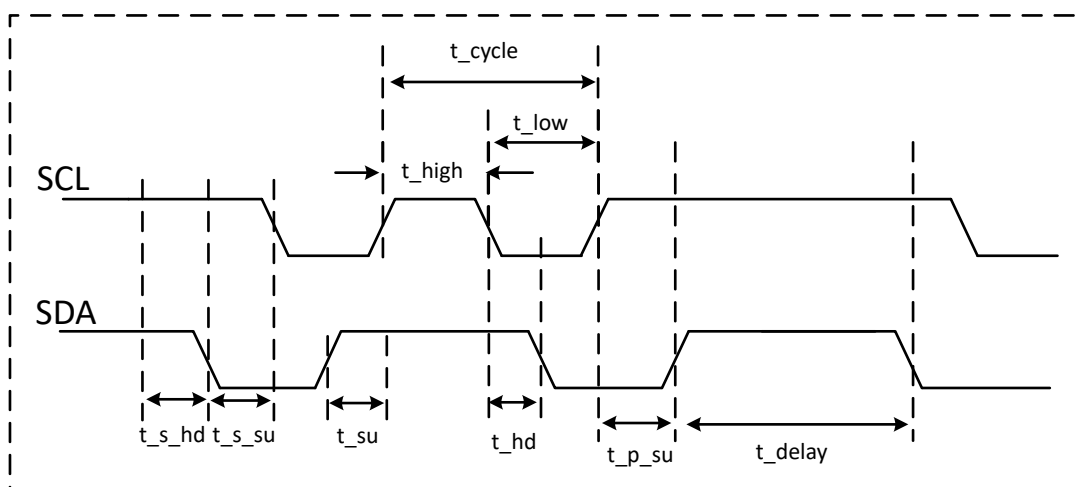 t_cycle
t_low
t_high
SCL
SDA
t_s_hd t_s_su t_su t_hd t_p_su t_delay